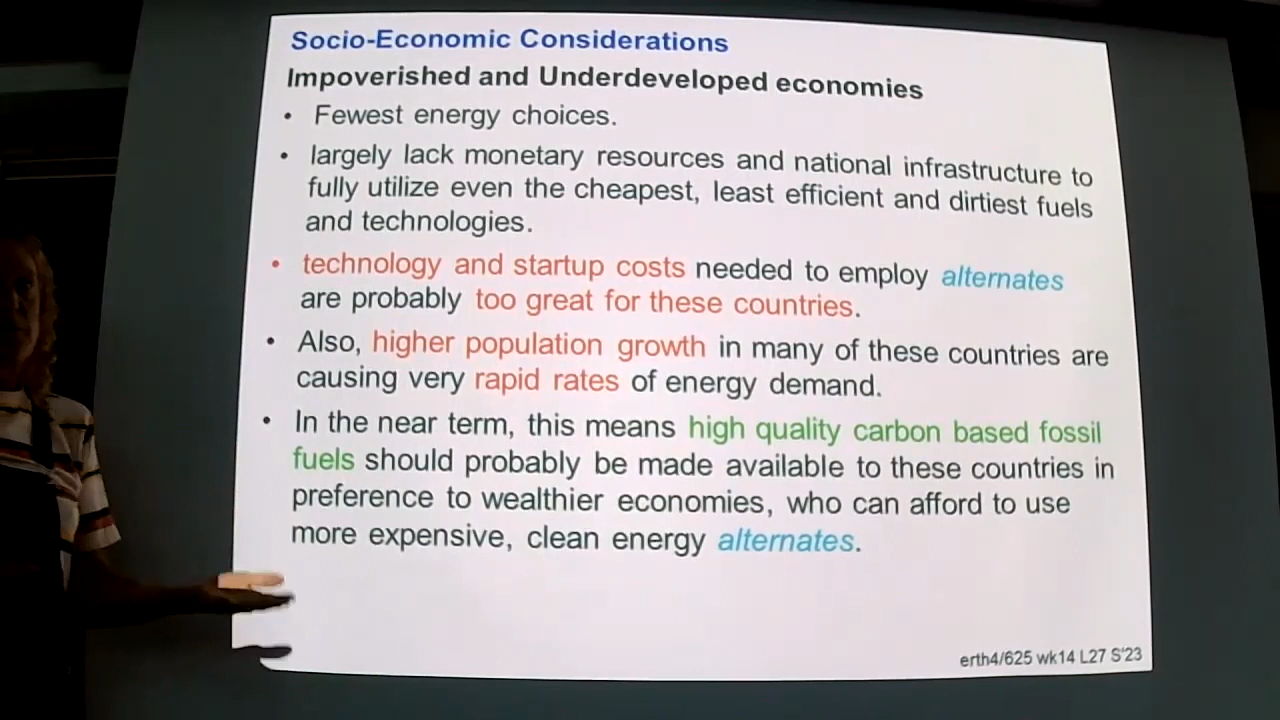 Socio-Economic Considerations
Impoverished and Underdeveloped economies
• Fewest energy choices.
• largely lack monetary resources and national infrastructure to
fully utilize even the cheapest, least efficient and dirtiest fuels
and technologies.
• technology and startup costs needed to employ alternates
are probably too great for these countries.
• Also, higher population growth in many of these countries are
causing very rapid rates of energy demand.
• In the near term, this means high quality carbon based fossil
fuels should probably be made available to these countries in
preference to wealthier economies, who can afford to use
more expensive, clean energy alternates.
erth4/625 wk14 L27 S'23